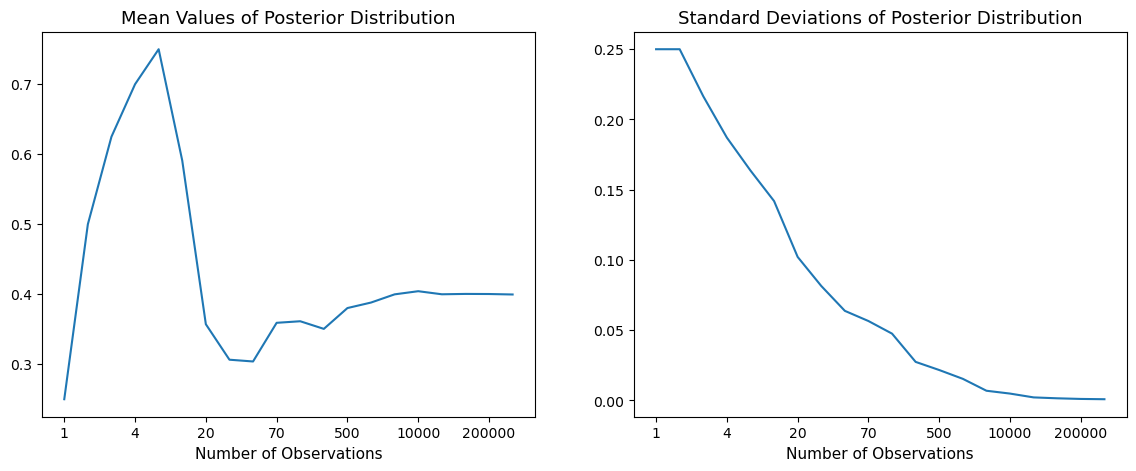 Mean Values of Posterior Distribution
0.7
0.6
0.5
0.4
0.3
1 4 20 70 500 10000 200000
Number of Observations
Standard Deviations of Posterior Distribution
0.25
0.20
0.15
0.10
0.05
0.00
1 4 20 70 500 10000 200000
Number of Observations